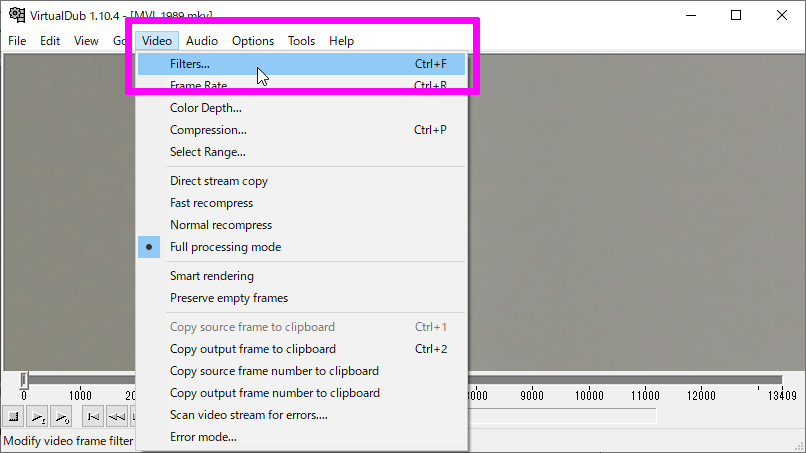 VirtualDub 1.10.4 - [MVI_1989.mkv]
File Edit View Go Video Audio Options Tools Help
Filters... Ctrl+F
Frame Rate... Ctrl+R
Color Depth...
Compression... Ctrl+P
Select Range...
Direct stream copy
Fast recompress
Normal recompress
Full processing mode
Smart rendering
Preserve empty frames
Copy source frame to clipboard Ctrl+1
Copy output frame to clipboard Ctrl+2
Copy source frame number to clipboard
Copy output frame number to clipboard
Scan video stream for errors....
Error mode...
0 1000 9000 10000 11000 12000 13409
Modify video frame filter